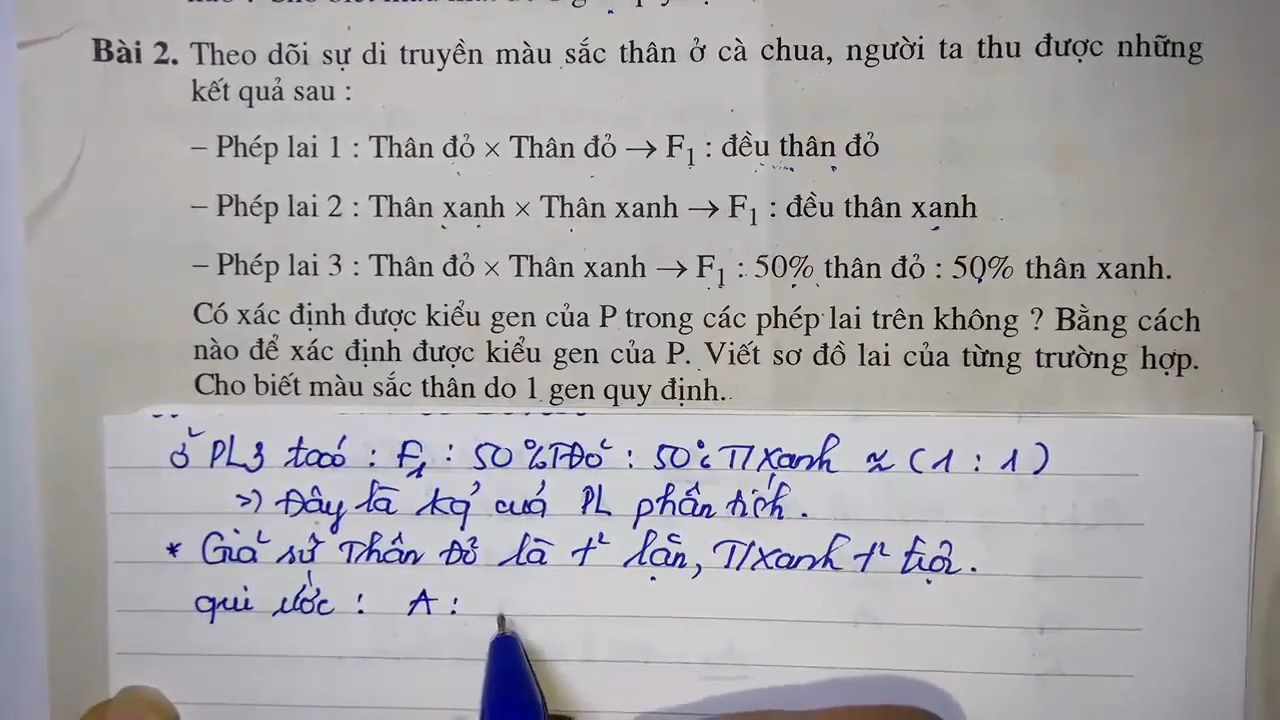 Bài 2. Theo dõi sự di truyền màu sắc thân ở cà chua, người ta thu được những
kết quả sau :
– Phép lai 1 : Thân đỏ × Thân đỏ → F1 : đều thân đỏ
– Phép lai 2 : Thân xanh × Thân xanh → F1 : đều thân xanh
– Phép lai 3 : Thân đỏ × Thân xanh → F1 : 50% thân đỏ : 50% thân xanh.
Có xác định được kiểu gen của P trong các phép lai trên không ? Bằng cách
nào để xác định được kiểu gen của P. Viết sơ đồ lai của từng trường hợp.
Cho biết màu sắc thân do 1 gen quy định.
ở PL3 ta có : F1 : 50% TĐỏ : 50% T/Xanh ≈ (1 : 1)
=> Đây là kq̉ của PL phân tích.
* Giả sử Thân Đỏ là t² lặn, T/Xanh t² trội.
qui ước : A :